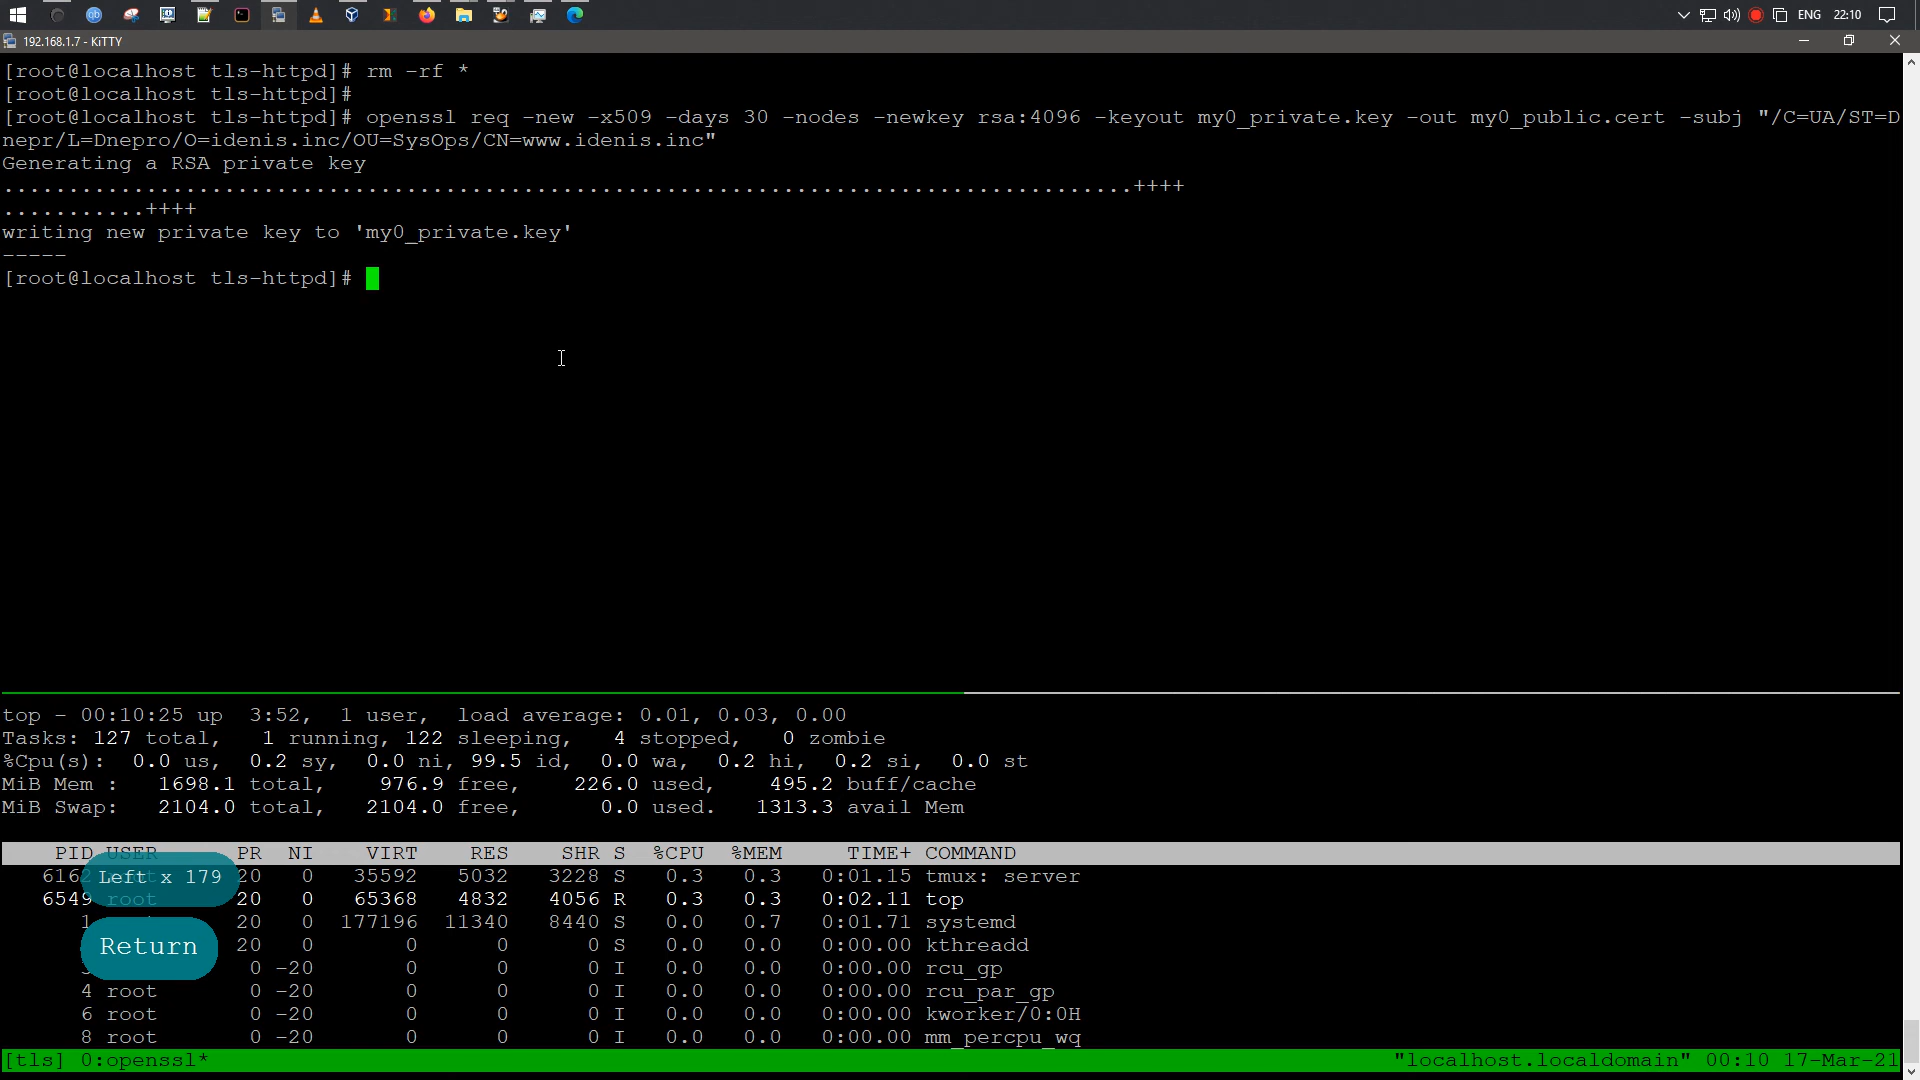 ENG 22:10
192.168.1.7 - KiTTY
[root@localhost tls-httpd]# rm -rf *
[root@localhost tls-httpd]#
[root@localhost tls-httpd]# openssl req -new -x509 -days 30 -nodes -newkey rsa:4096 -keyout my0_private.key -out my0_public.cert -subj "/C=UA/ST=D
nepr/L=Dnepro/O=idenis.inc/OU=SysOps/CN=www.idenis.inc"
Generating a RSA private key
.......................................................................................++++
...........++++
writing new private key to 'my0_private.key'
-----
[root@localhost tls-httpd]#
top - 00:10:25 up  3:52,  1 user,  load average: 0.01, 0.03, 0.00
Tasks: 127 total,   1 running, 122 sleeping,   4 stopped,   0 zombie
%Cpu(s):  0.0 us,  0.2 sy,  0.0 ni, 99.5 id,  0.0 wa,  0.2 hi,  0.2 si,  0.0 st
MiB Mem :   1698.1 total,    976.9 free,    226.0 used,    495.2 buff/cache
MiB Swap:   2104.0 total,   2104.0 free,      0.0 used.   1313.3 avail Mem
PID USER PR NI VIRT RES SHR S %CPU %MEM TIME+ COMMAND
20 0 35592 5032 3228 S 0.3 0.3 0:01.15 tmux: server
Left x 179
6549 root 20 0 65368 4832 4056 R 0.3 0.3 0:02.11 top
1 20 0 177196 11340 8440 S 0.0 0.7 0:01.71 systemd
20 0 0 0 0 S 0.0 0.0 0:00.00 kthreadd
Return
0 -20 0 0 0 I 0.0 0.0 0:00.00 rcu_gp
4 root 0 -20 0 0 0 I 0.0 0.0 0:00.00 rcu_par_gp
6 root 0 -20 0 0 0 I 0.0 0.0 0:00.00 kworker/0:0H
8 root 0 -20 0 0 0 I 0.0 0.0 0:00.00 mm_percpu_wq
[tls] 0:openssl* "localhost.localdomain" 00:10 17-Mar-21